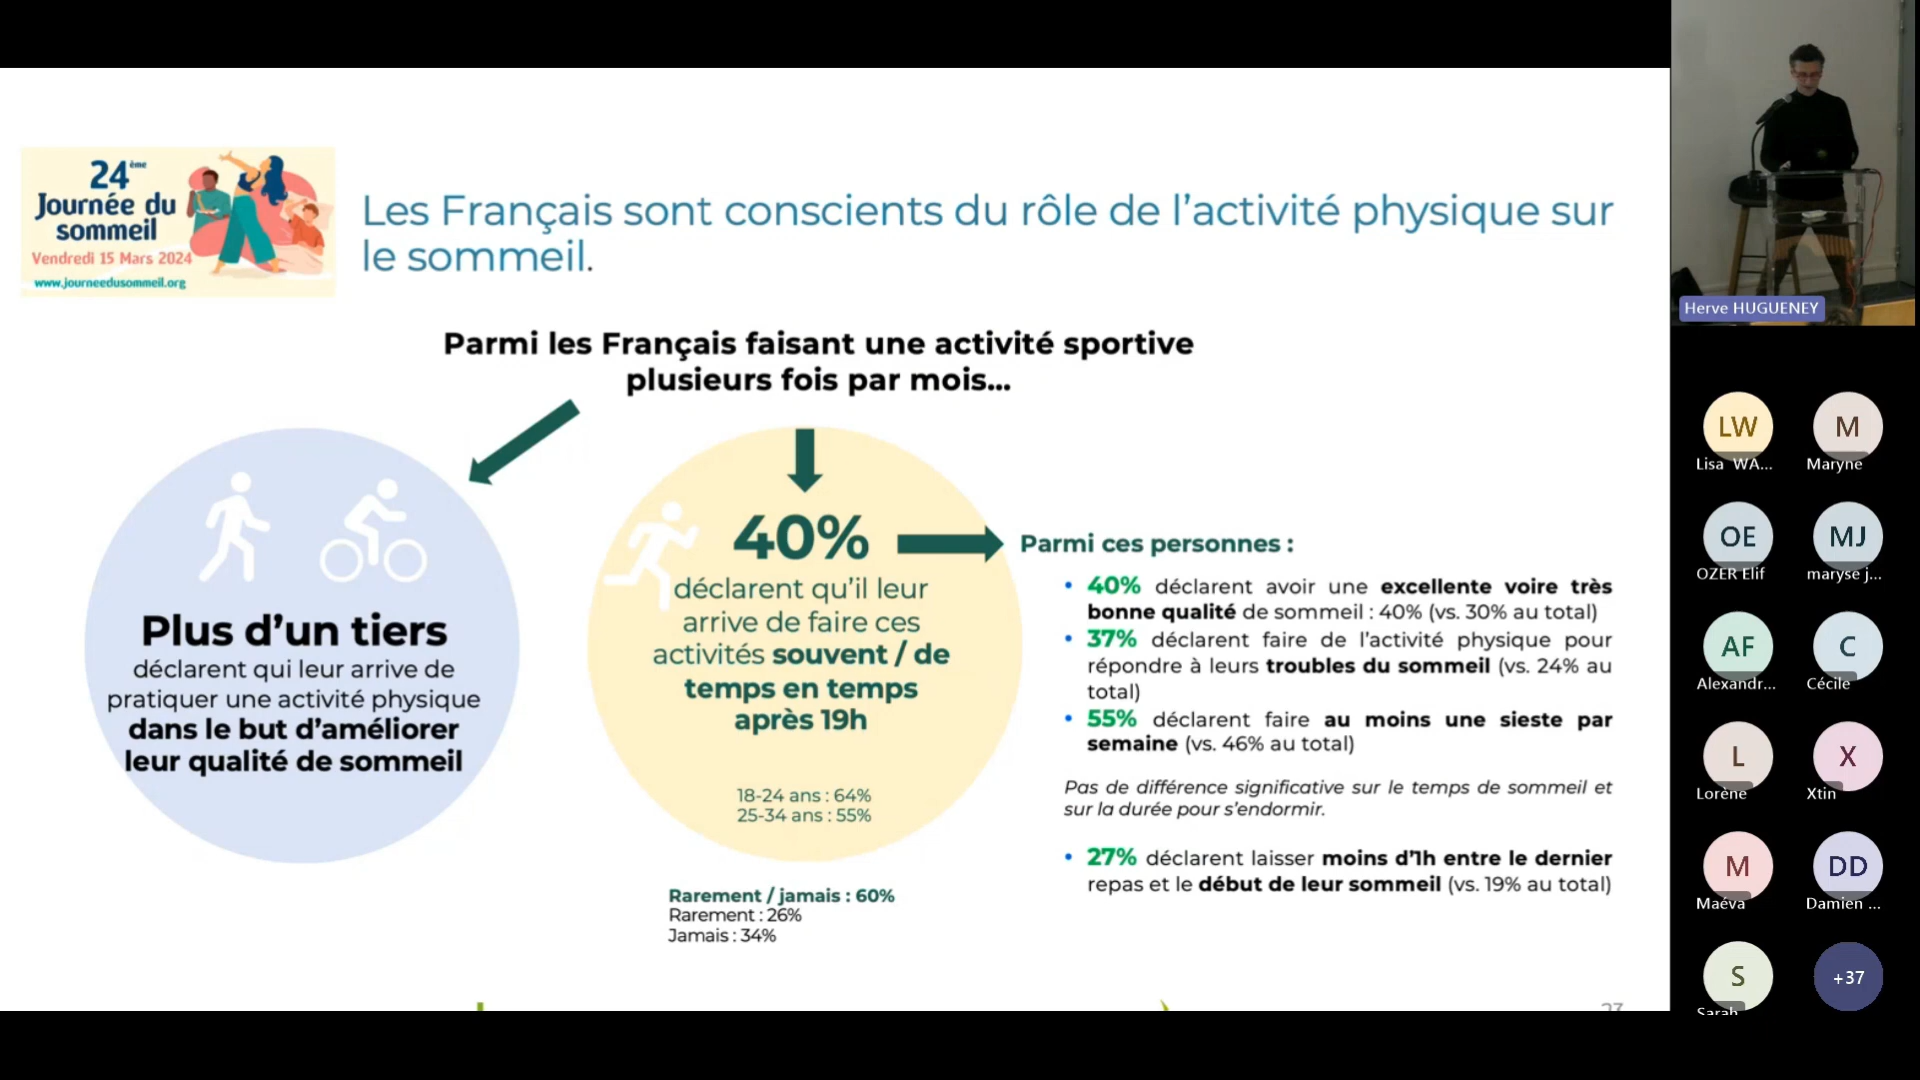 24ème
Journée du
sommeil
Vendredi 15 Mars 2024
www.journeedusommeil.org
Les Français sont conscients du rôle de l'activité physique sur
le sommeil.
Parmi les Français faisant une activité sportive
plusieurs fois par mois...
Plus d'un tiers
déclarent qui leur arrive de
pratiquer une activité physique
dans le but d'améliorer
leur qualité de sommeil
40%
déclarent qu'il leur
arrive de faire ces
activités souvent / de
temps en temps
après 19h
18-24 ans : 64%
25-34 ans : 55%
Rarement / jamais : 60%
Rarement : 26%
Jamais : 34%
Parmi ces personnes :
• 40% déclarent avoir une excellente voire très
bonne qualité de sommeil : 40% (vs. 30% au total)
• 37% déclarent faire de l'activité physique pour
répondre à leurs troubles du sommeil (vs. 24% au
total)
• 55% déclarent faire au moins une sieste par
semaine (vs. 46% au total)
Pas de différence significative sur le temps de sommeil et
sur la durée pour s'endormir.
• 27% déclarent laisser moins d'1h entre le dernier
repas et le début de leur sommeil (vs. 19% au total)
23
Herve HUGUENEY
LW
Lisa WA...
M
Maryne
OE
OZER Elif
MJ
maryse j...
AF
Alexandr...
C
Cécile
L
Lorène
X
Xtin
M
Maéva
DD
Damien ...
S
Sarah
+37